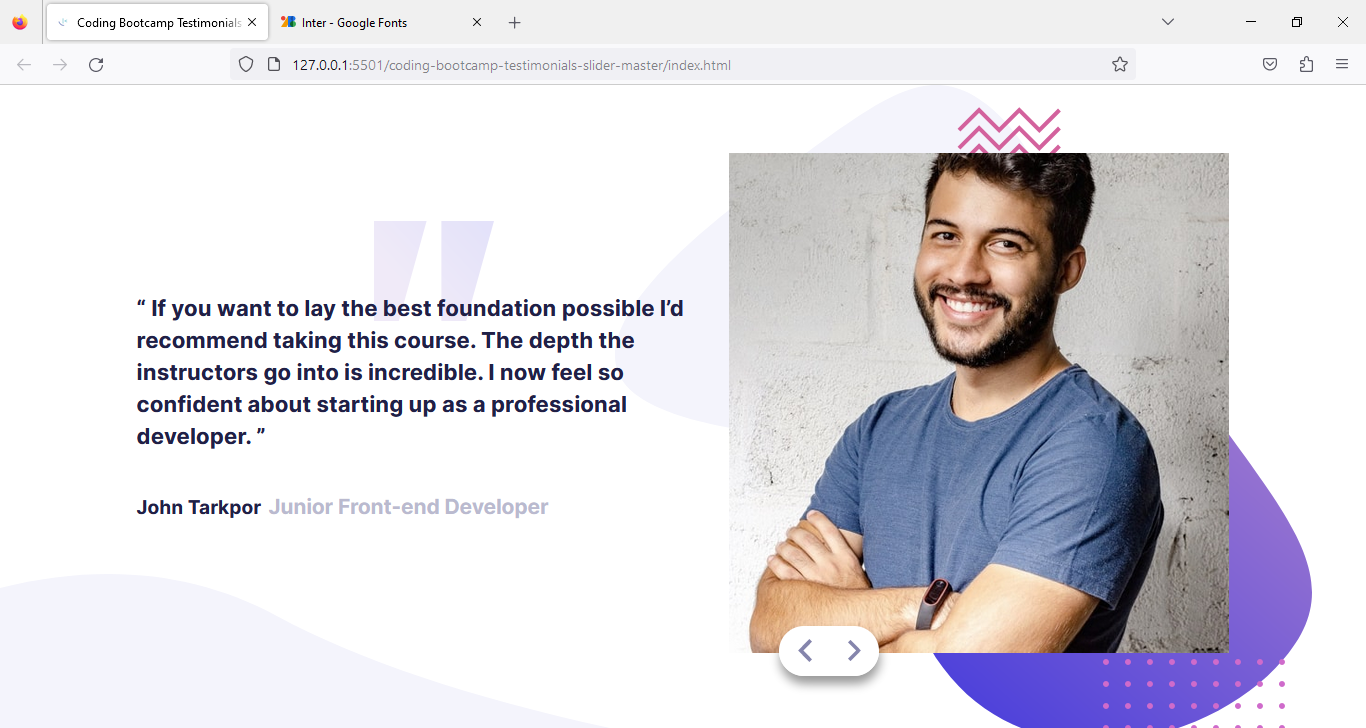 Coding Bootcamp Testimonials
Inter - Google Fonts
127.0.0.1:5501/coding-bootcamp-testimonials-slider-master/index.html
“ If you want to lay the best foundation possible I’d
recommend taking this course. The depth the
instructors go into is incredible. I now feel so
confident about starting up as a professional
developer. ”
John Tarkpor Junior Front-end Developer